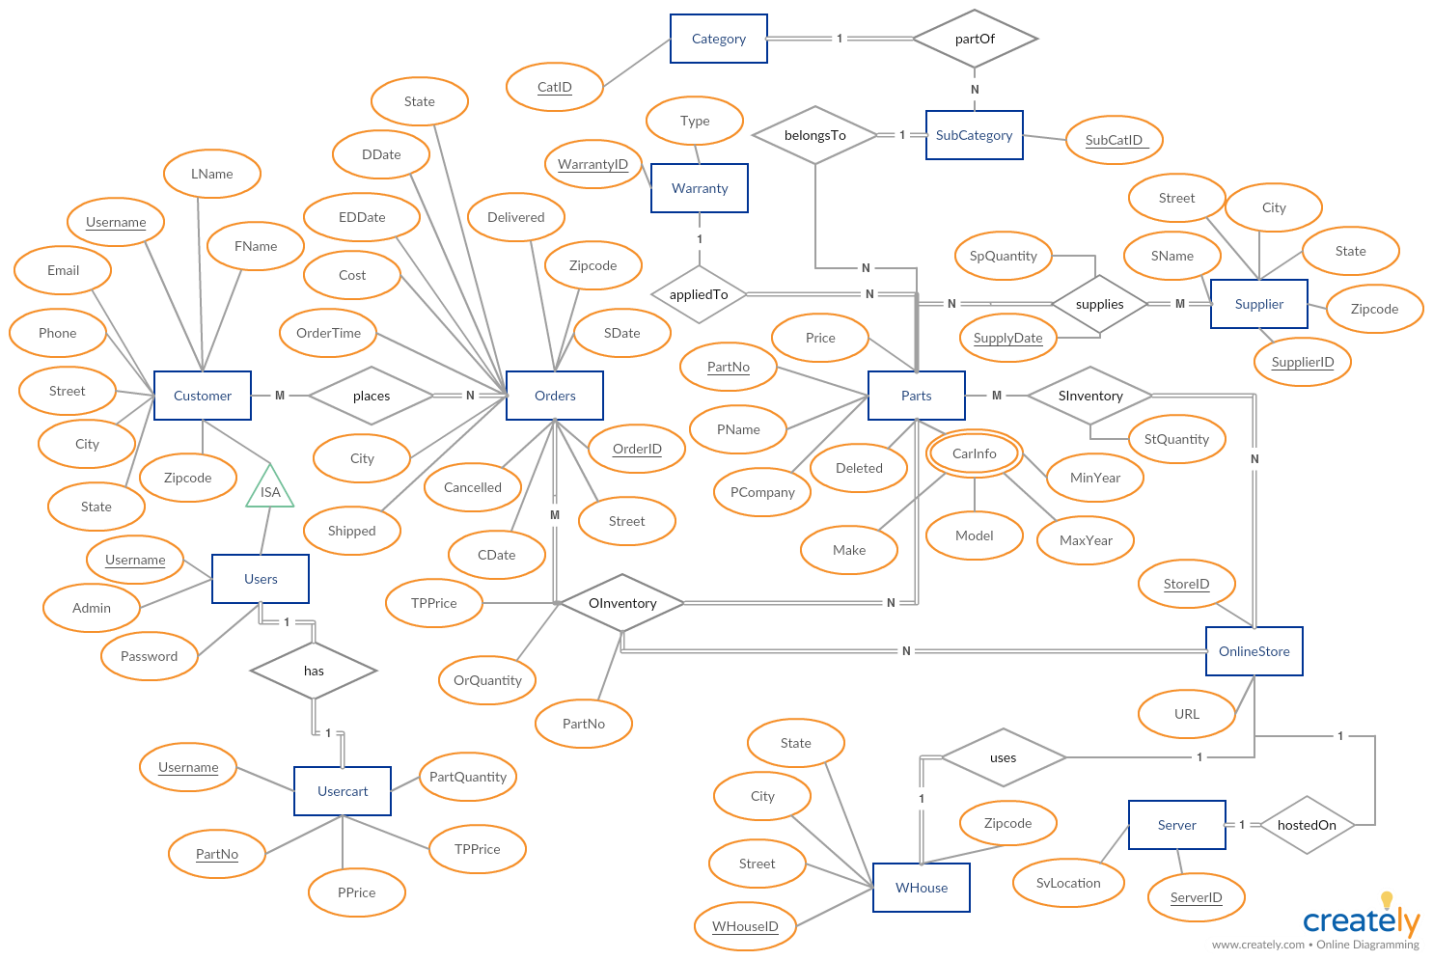 Category
1
partOf
CatID
State
N
Type
belongsTo
1
SubCategory
SubCatID
DDate
WarrantyID
Warranty
LName
Street
City
Username
EDDate
Delivered
FName
1
SpQuantity
SName
State
Email
Cost
Zipcode
N
appliedTo
N
N
supplies
M
Supplier
Zipcode
Phone
OrderTime
SDate
Price
SupplyDate
SupplierID
PartNo
Street
Customer
M
places
N
Orders
Parts
M
SInventory
PName
StQuantity
City
City
OrderID
CarInfo
N
Zipcode
Deleted
MinYear
ISA
Cancelled
PCompany
State
M
Street
Shipped
Model
MaxYear
Make
CDate
Username
Users
StoreID
Admin
TPPrice
OInventory
N
1
Password
has
N
OnlineStore
OrQuantity
PartNo
URL
1
State
1
uses
1
Username
PartQuantity
Usercart
City
1
Zipcode
Server
1
hostedOn
PartNo
TPPrice
Street
PPrice
WHouse
SvLocation
ServerID
WHouseID
creately
www.creately.com • Online Diagramming